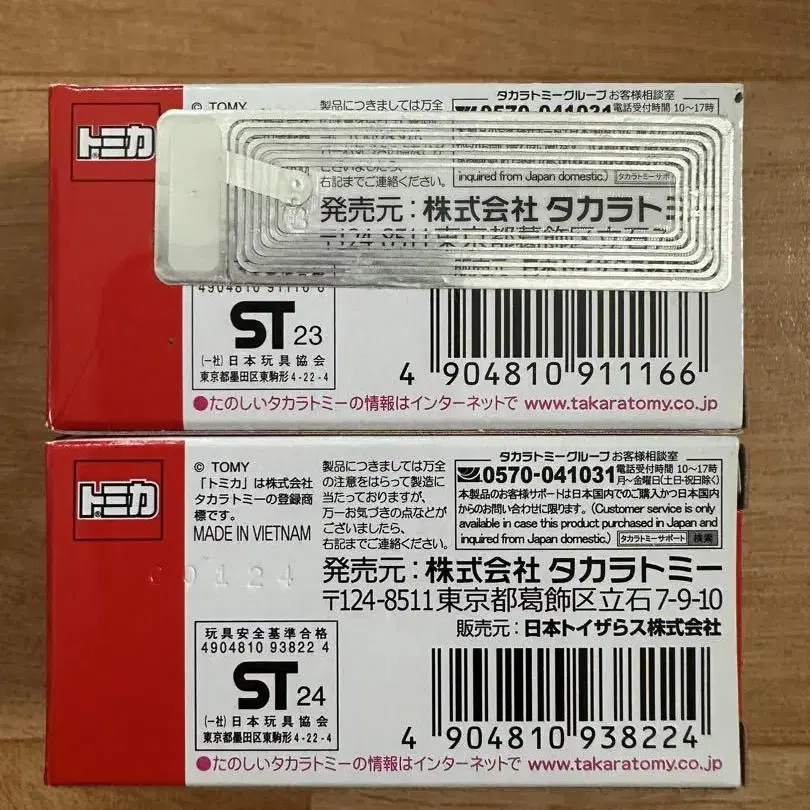 © TOMY
トミカ
製品につきましては万全
右記までご連絡ください。
タカラトミーグループ お客様相談室
0570-041031 電話受付時間 10〜17時
inquired from Japan domestic.) タカラトミーサポ
発売元：株式会社 タカラトミ
〒124-8511 東京都葛飾区立石
4904810 91116 6
ST 23
(一社) 日本玩具協会
東京都墨田区東駒形4-22-4
4 904810 911166
●たのしいタカラトミーの情報はインターネットで www.takaratomy.co.jp
トミカ
© TOMY
「トミカ」は株式会社
タカラトミーの登録商
標です。
MADE IN VIETNAM
製品につきましては万全
の注意をはらって製造に
当たっておりますが、
万一お気づきの点などが
ございましたら、
右記までご連絡ください。
タカラトミーグループ お客様相談室
0570-041031 電話受付時間 10〜17時
月〜金曜日(土日・祝日除く)
本製品のお客様サポートは日本国内でのご購入かつ日本国内
からのお問い合わせに限ります。(Customer service is only
available in case this product purchased in Japan and
inquired from Japan domestic.) タカラトミーサポート 検索
発売元：株式会社 タカラトミー
〒124-8511 東京都葛飾区立石7-9-10
販売元：日本トイザらス株式会社
0124
玩具安全基準合格
4904810 93822 4
ST 24
(一社) 日本玩具協会
東京都墨田区東駒形4-22-4
4 904810 938224
●たのしいタカラトミーの情報はインターネットで www.takaratomy.co.jp